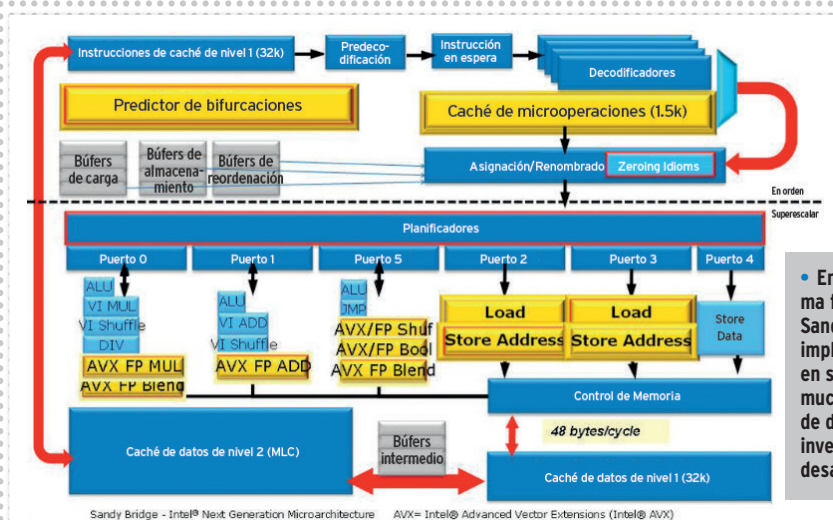 Instrucciones de caché de nivel 1 (32k)
Predeco-
dificación
Instrucción
en espera
Decodificadores
Predictor de bifurcaciones
Caché de microoperaciones (1.5k)
Búfers
de carga
Búfers de
almacena-
miento
Búfers de
reordenación
Asignación/Renombrado
Zeroing Idioms
En orden
Superescalar
Planificadores
Puerto 0
Puerto 1
Puerto 5
Puerto 2
Puerto 3
Puerto 4
ALU
VI MUL
VI Shuffle
DIV
AVX FP MUL
AVX FP Blend
ALU
VI ADD
VI Shuffle
AVX FP ADD
ALU
JMP
AVX/FP Shuf
AVX/FP Bool
AVX FP Blend
Load
Store Address
Load
Store Address
Store
Data
Control de Memoria
48 bytes/cycle
Caché de datos de nivel 2 (MLC)
Búfers
intermedio
Caché de datos de nivel 1 (32k)
Sandy Bridge - Intel® Next Generation Microarchitecture AVX= Intel® Advanced Vector Extensions (Intel® AVX)
• En
ma f
Sand
impl
en s
muc
de d
inve
desa